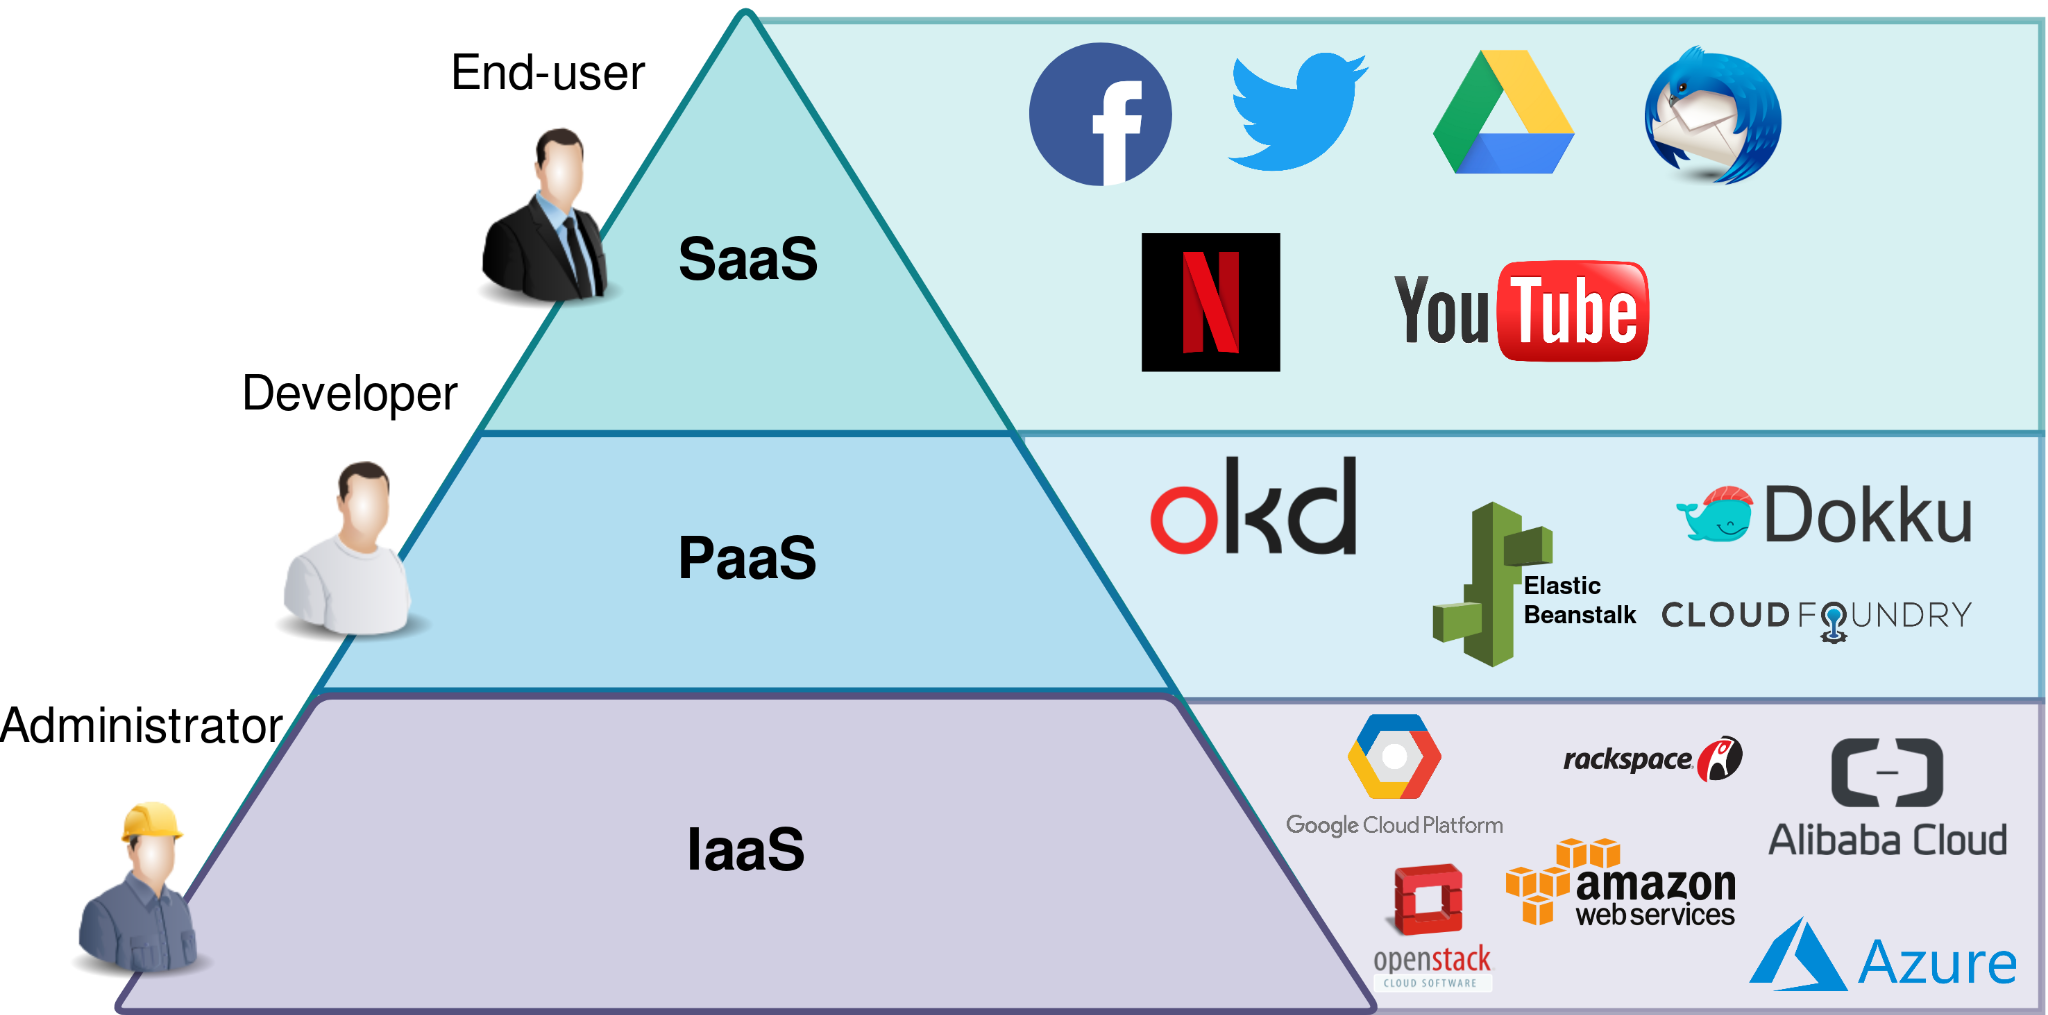 End-user
SaaS
f
N
YouTube
Developer
PaaS
okd
Dokku
Elastic
Beanstalk
CLOUD FOUNDRY
Administrator
IaaS
Google Cloud Platform
rackspace
Alibaba Cloud
amazon
web services
openstack
CLOUD SOFTWARE
Azure